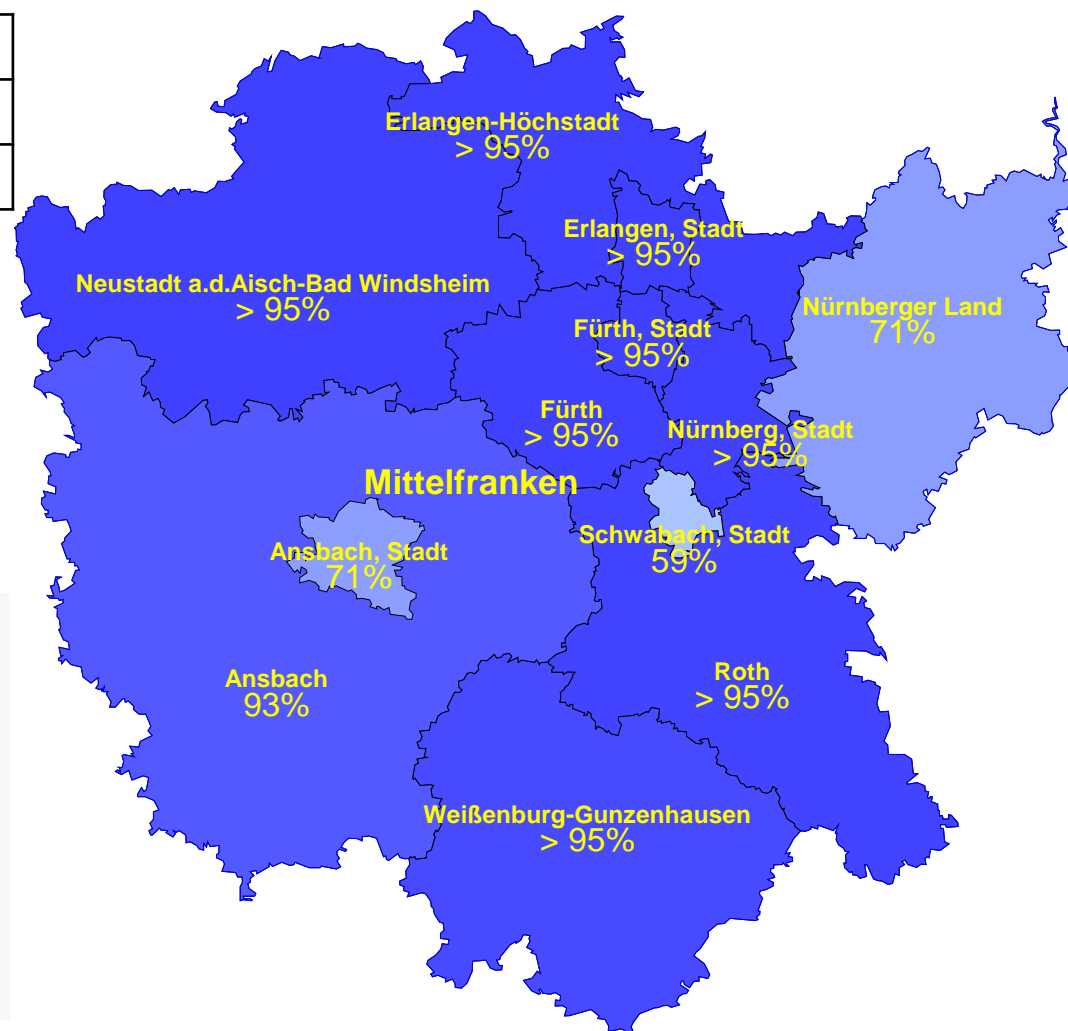 Erlangen-Höchstadt
> 95%
Erlangen, Stadt
> 95%
Neustadt a.d.Aisch-Bad Windsheim
> 95%
Nürnberger Land
71%
Fürth, Stadt
> 95%
Fürth
> 95%
Nürnberg, Stadt
> 95%
Mittelfranken
Schwabach, Stadt
59%
Ansbach, Stadt
71%
Roth
> 95%
Ansbach
93%
Weißenburg-Gunzenhausen
> 95%